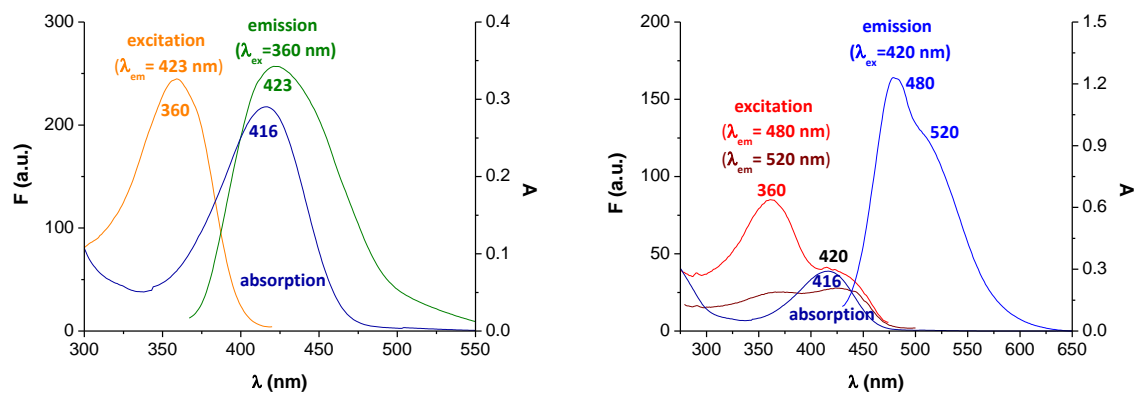 300
250
200
150
100
50
0
F (a.u.)
300
350
400
450
500
550
λ (nm)
0.4
0.3
0.2
0.1
0.0
A
excitation
(λem= 423 nm)
360
emission
(λex=360 nm)
423
416
absorption
200
150
100
50
0
F (a.u.)
300
350
400
450
500
550
600
650
λ (nm)
1.5
1.2
0.9
0.6
0.3
0.0
A
emission
(λex=420 nm)
480
520
excitation
(λem= 480 nm)
(λem= 520 nm)
360
420
416
absorption